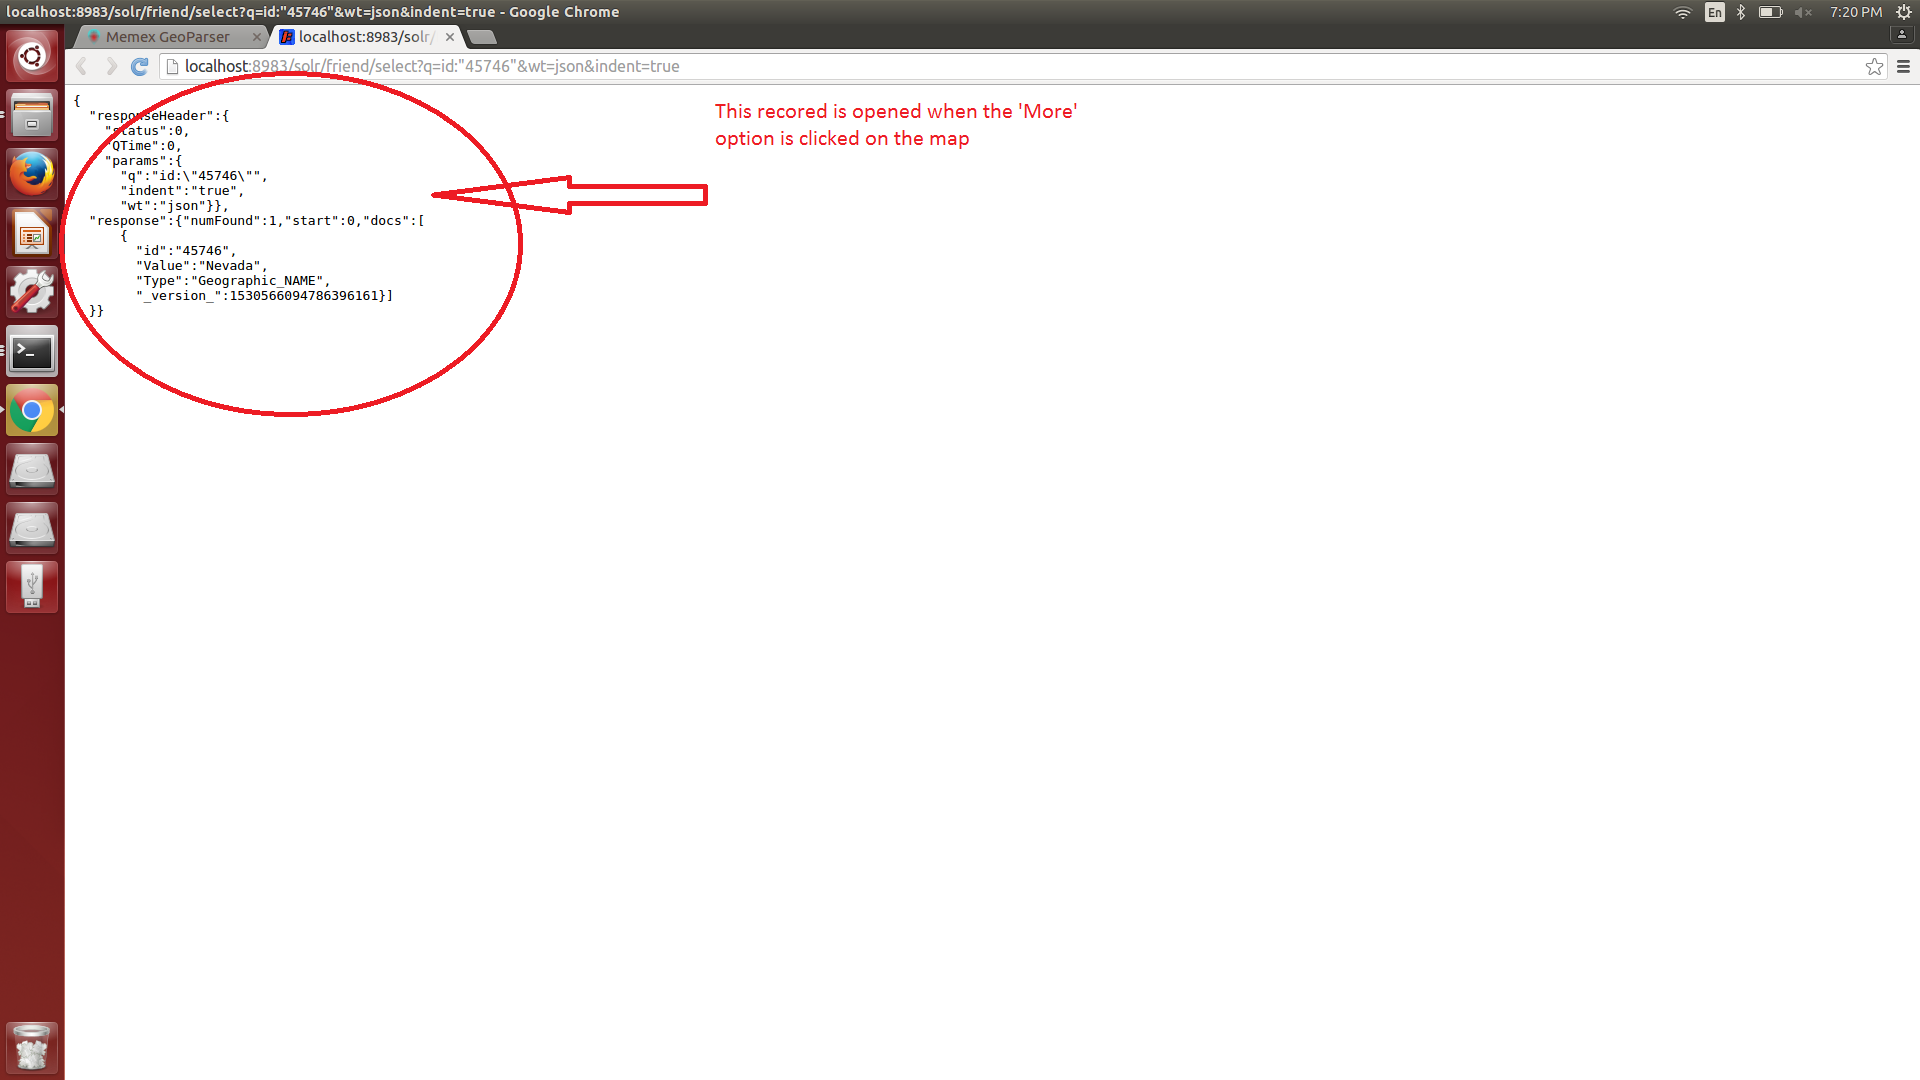 localhost:8983/solr/friend/select?q=id:"45746"&wt=json&indent=true - Google Chrome
En
7:20 PM
Memex GeoParser
localhost:8983/solr/
localhost:8983/solr/friend/select?q=id:"45746"&wt=json&indent=true
{
"responseHeader":{
"status":0,
"QTime":0,
"params":{
"q":"id:\"45746\"",
"indent":"true",
"wt":"json"}},
"response":{"numFound":1,"start":0,"docs":[
{
"id":"45746",
"Value":"Nevada",
"Type":"Geographic_NAME",
"_version_":1530566094786396161}]
}}
This recored is opened when the 'More'
option is clicked on the map